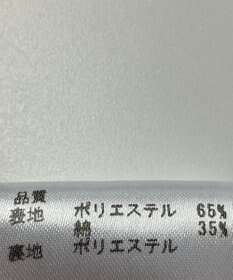 品質
表地 ポリエステル 65%
綿 35%
裏地 ポリエステル